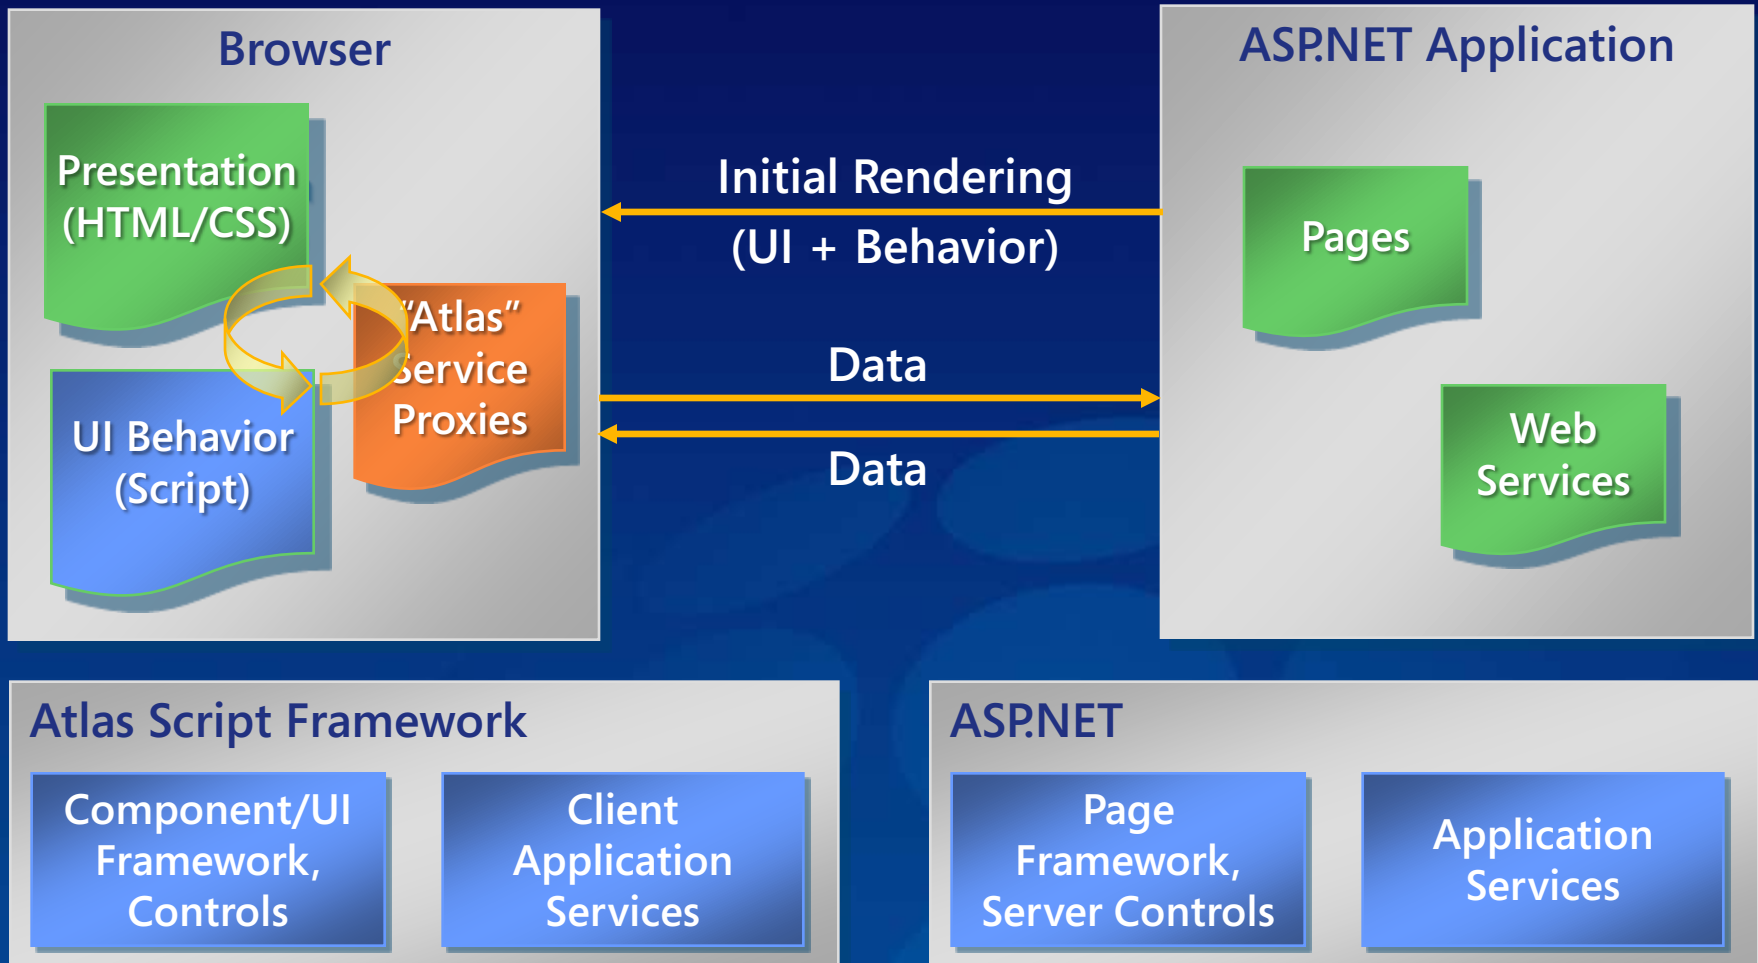 Browser
Presentation
(HTML/CSS)
“Atlas”
Service
Proxies
UI Behavior
(Script)
Initial Rendering
(UI + Behavior)
Data
Data
ASP.NET Application
Pages
Web
Services
Atlas Script Framework
Component/UI
Framework,
Controls
Client
Application
Services
ASP.NET
Page
Framework,
Server Controls
Application
Services